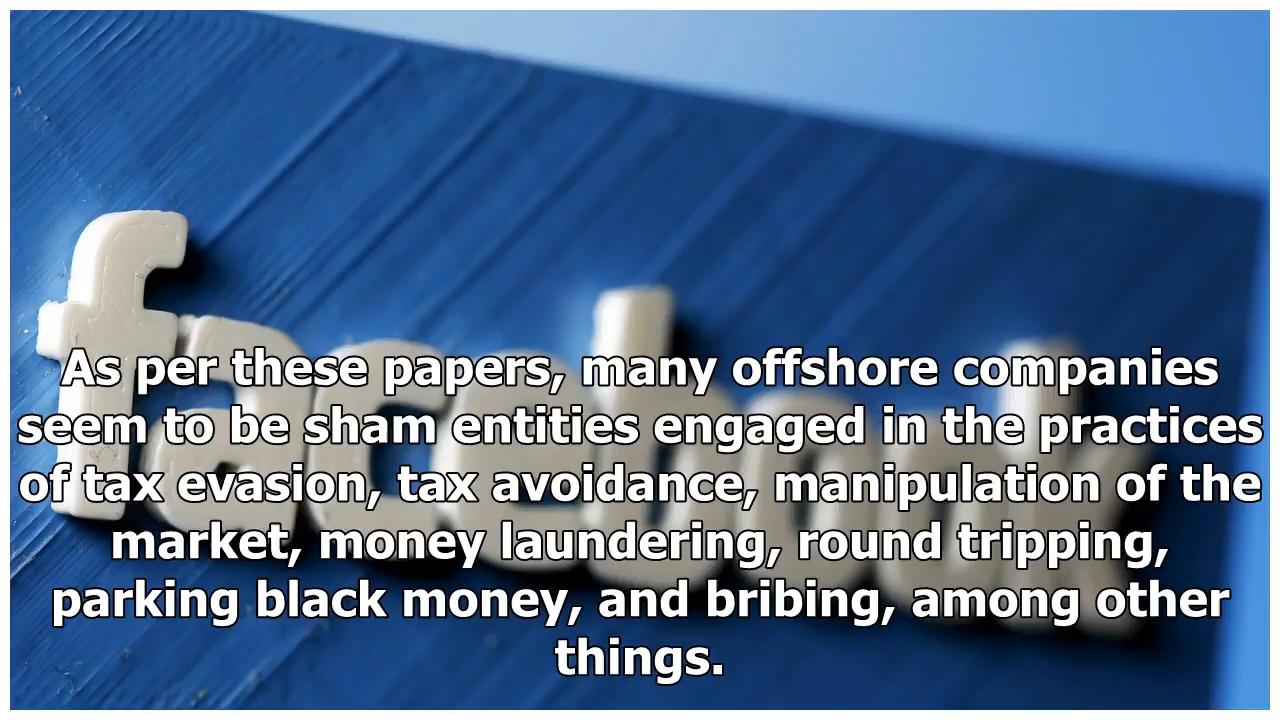 facebook
As per these papers, many offshore companies
seem to be sham entities engaged in the practices
of tax evasion, tax avoidance, manipulation of the
market, money laundering, round tripping,
parking black money, and bribing, among other
things.